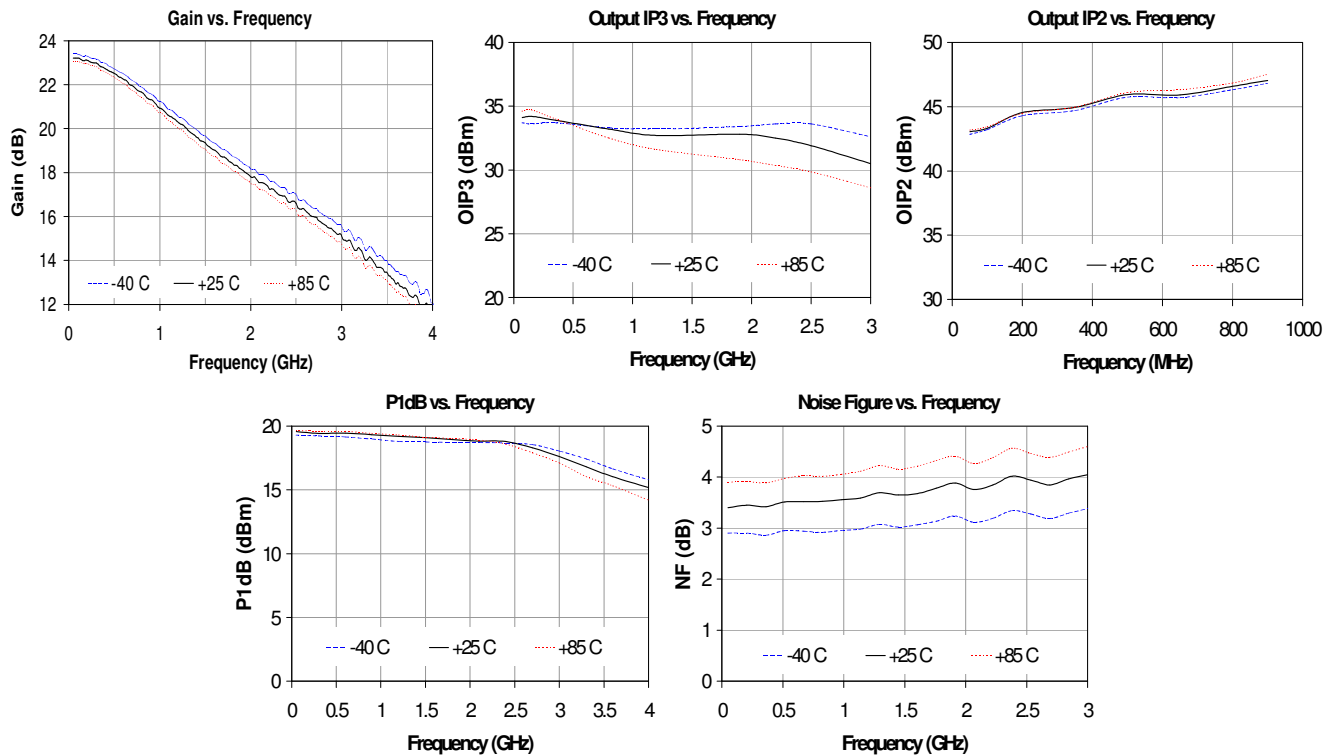 Gain vs. Frequency
24
22
20
18
16
14
12
Gain (dB)
-40 C +25 C +85 C
0 1 2 3 4
Frequency (GHz)
Output IP3 vs. Frequency
40
35
30
25
20
OIP3 (dBm)
-40 C +25 C +85 C
0 0.5 1 1.5 2 2.5 3
Frequency (GHz)
Output IP2 vs. Frequency
50
45
40
35
30
OIP2 (dBm)
-40 C +25 C +85 C
0 200 400 600 800 1000
Frequency (MHz)
P1dB vs. Frequency
20
15
10
5
0
P1dB (dBm)
-40 C +25 C +85 C
0 0.5 1 1.5 2 2.5 3 3.5 4
Frequency (GHz)
Noise Figure vs. Frequency
5
4
3
2
1
0
NF (dB)
-40 C +25 C +85 C
0 0.5 1 1.5 2 2.5 3
Frequency (GHz)